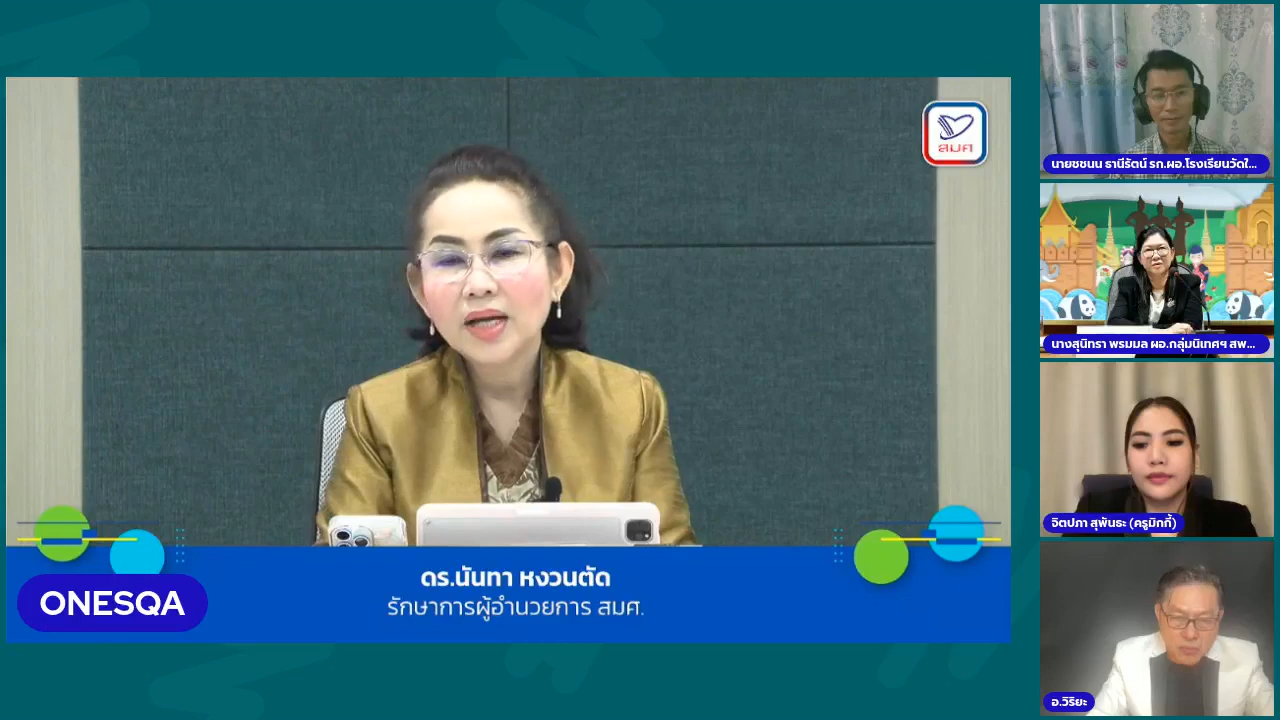 สมศ
ดร.นันทา หงวนตัด
รักษาการผู้อำนวยการ สมศ.
ONESQA
นายชชนน ธานีรัตน์ รก.ผอ.โรงเรียนวัดใ...
นางสุนิทรา พรมมล ผอ.กลุ่มนิเทศฯ สพ...
จิตปภา สุพันธะ (ครูมิกกี้)
อ.วิริยะ